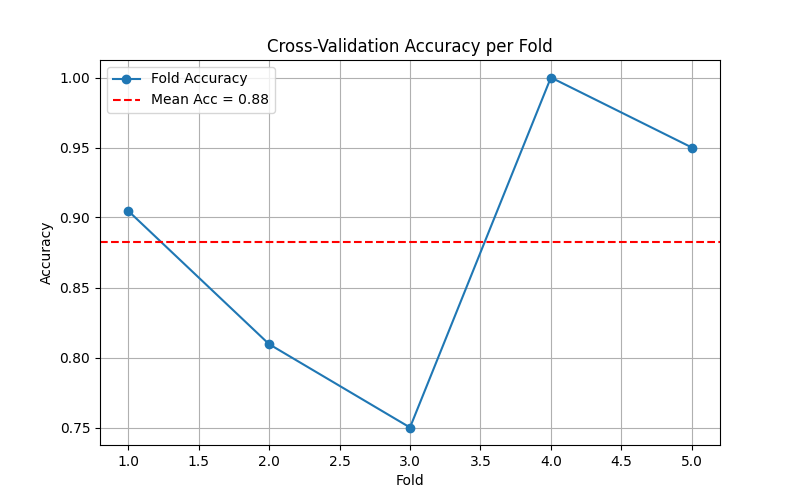 Cross-Validation Accuracy per Fold
Fold Accuracy
Mean Acc = 0.88
Accuracy
1.00
0.95
0.90
0.85
0.80
0.75
1.0 1.5 2.0 2.5 3.0 3.5 4.0 4.5 5.0
Fold